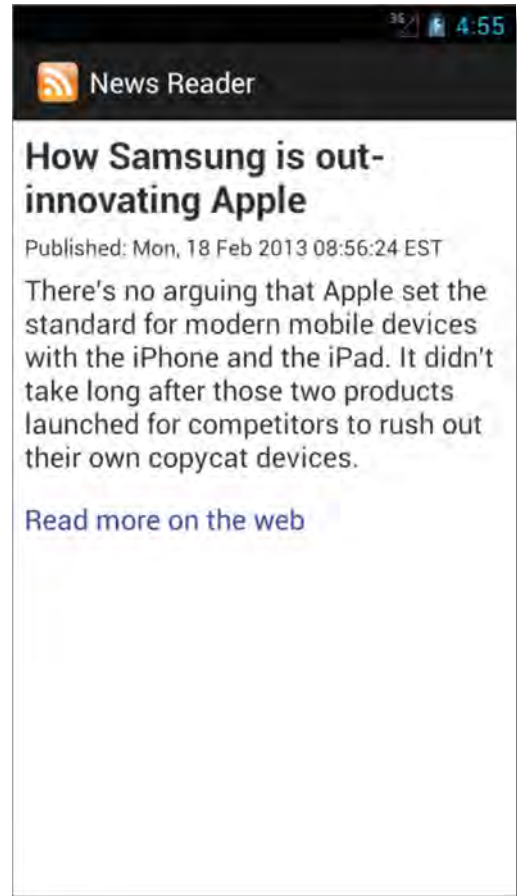 3G 4:55
News Reader
How Samsung is out-
innovating Apple
Published: Mon, 18 Feb 2013 08:56:24 EST
There's no arguing that Apple set the
standard for modern mobile devices
with the iPhone and the iPad. It didn't
take long after those two products
launched for competitors to rush out
their own copycat devices.
Read more on the web